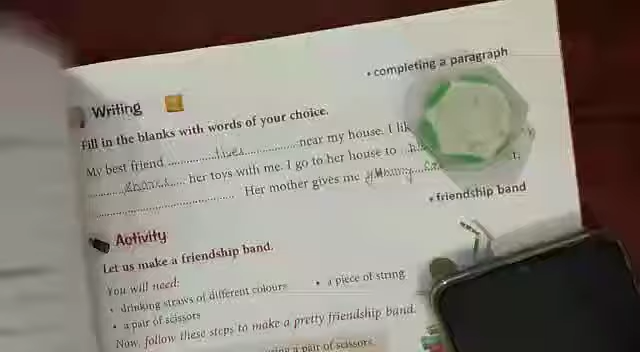 • completing a paragraph
Writing
Fill in the blanks with words of your choice.
My best friend .......... lives .......... near my house. I lik
.......... her toys with me. I go to her house to
.......... Her mother gives me
• friendship band
Activity
Let us make a friendship band.
You will need:
• drinking straws of different colours • a piece of string
• a pair of scissors
Now, follow these steps to make a pretty friendship band.
a pair of scissors.